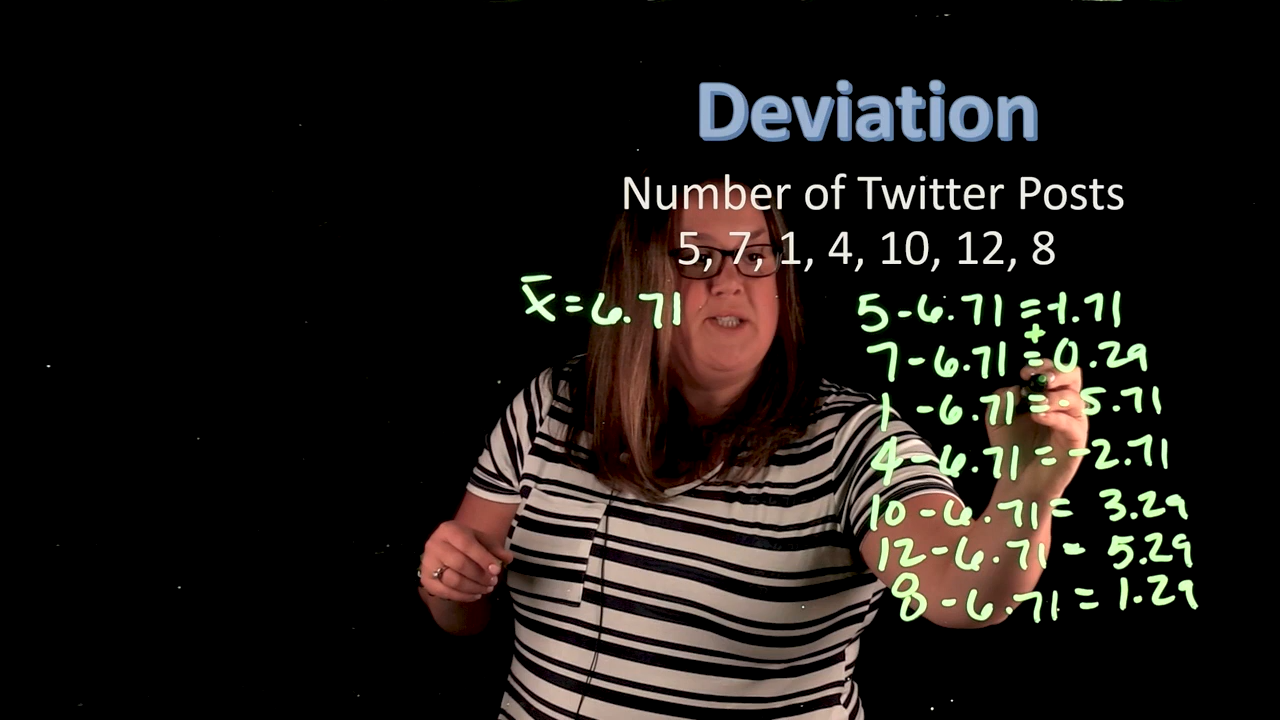 Deviation
Number of Twitter Posts
5, 7, 1, 4, 10, 12, 8
x̄ = 6.71
5 - 6.71 = -1.71
+
7 - 6.71 = 0.29
1 - 6.71 = -5.71
4 - 6.71 = -2.71
10 - 6.71 = 3.29
12 - 6.71 = 5.29
8 - 6.71 = 1.29